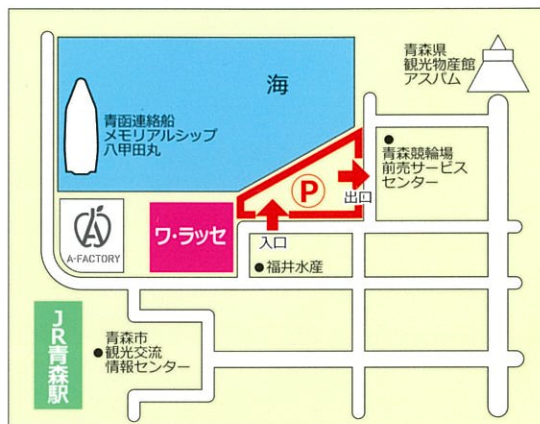 海
青森県
観光物産館
アスパム
青函連絡船
メモリアルシップ
八甲田丸
青森競輪場
前売サービス
センター
P
出口
A-FACTORY
ワ・ラッセ
入口
福井水産
JR青森駅
青森市
観光交流
情報センター